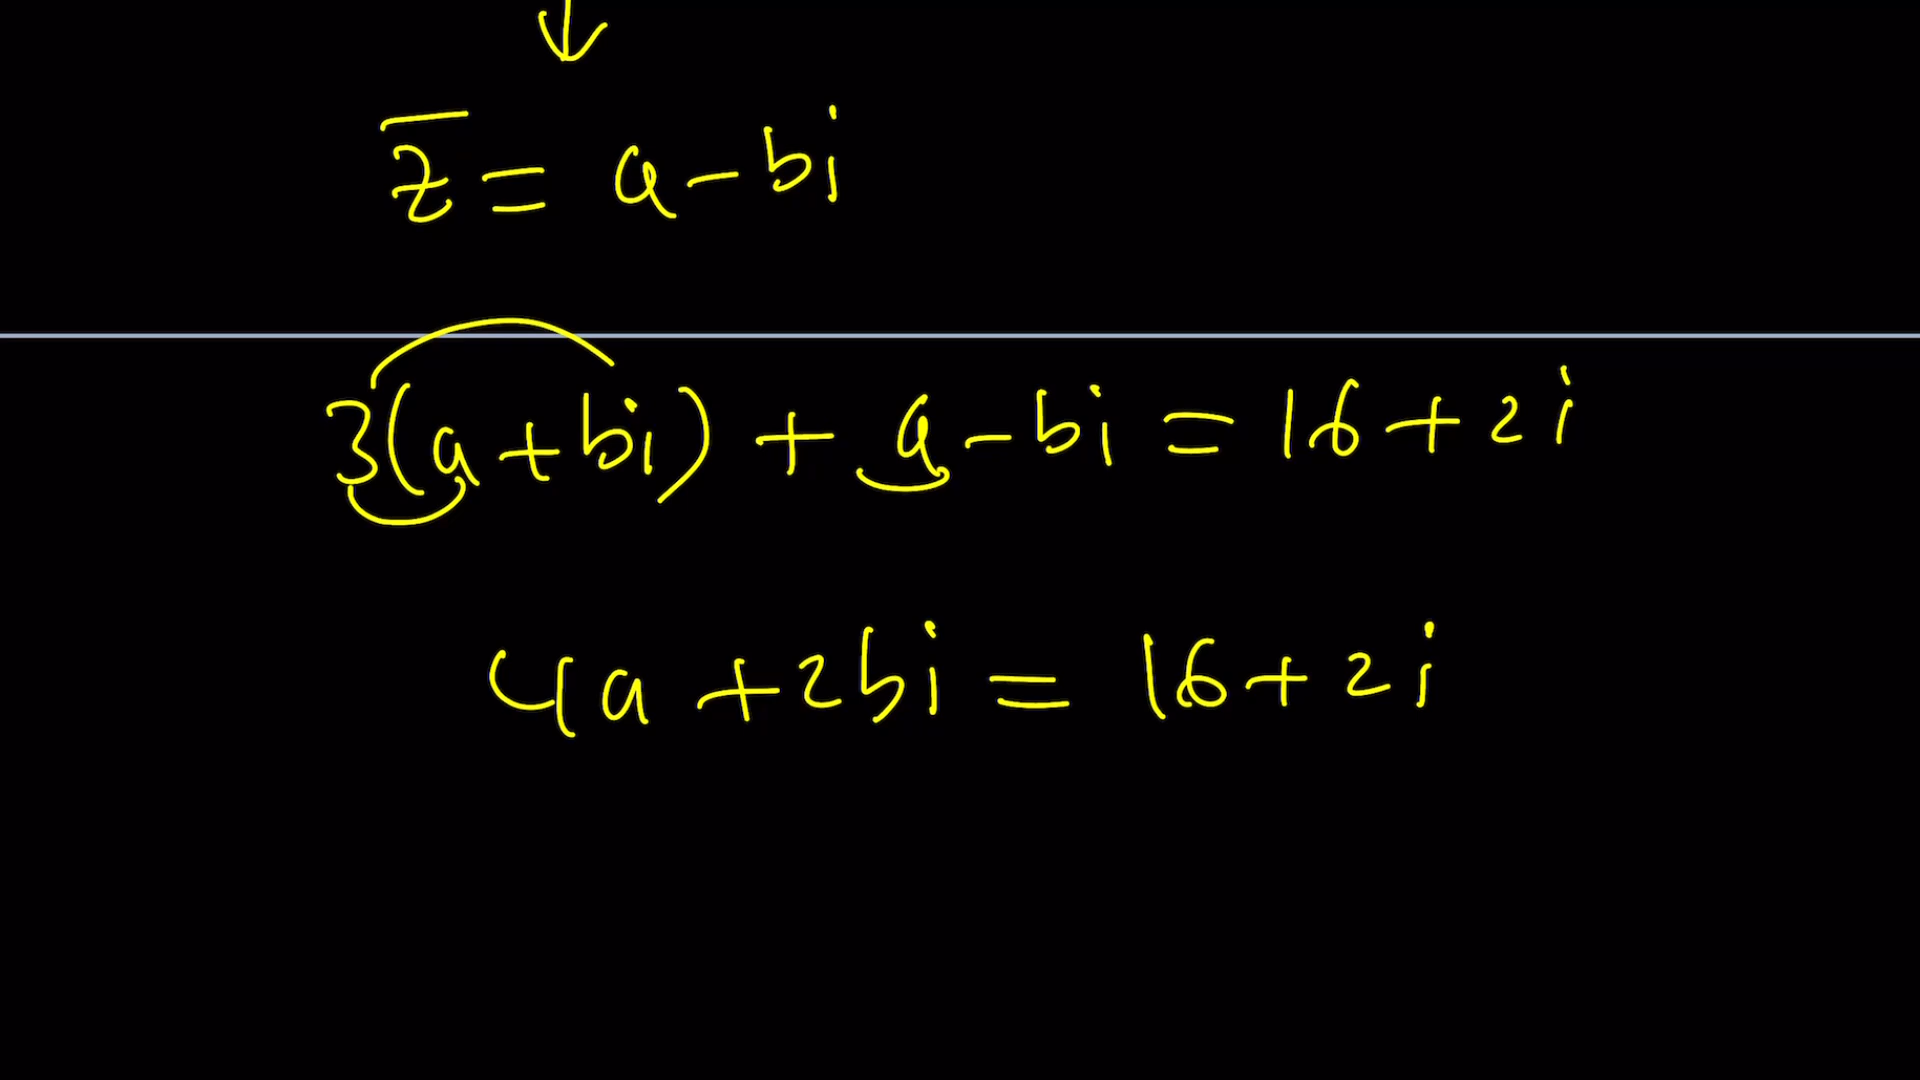 z̅ = a - bi
3(a + bi) + a - bi = 16 + 2i
4a + 2bi = 16 + 2i